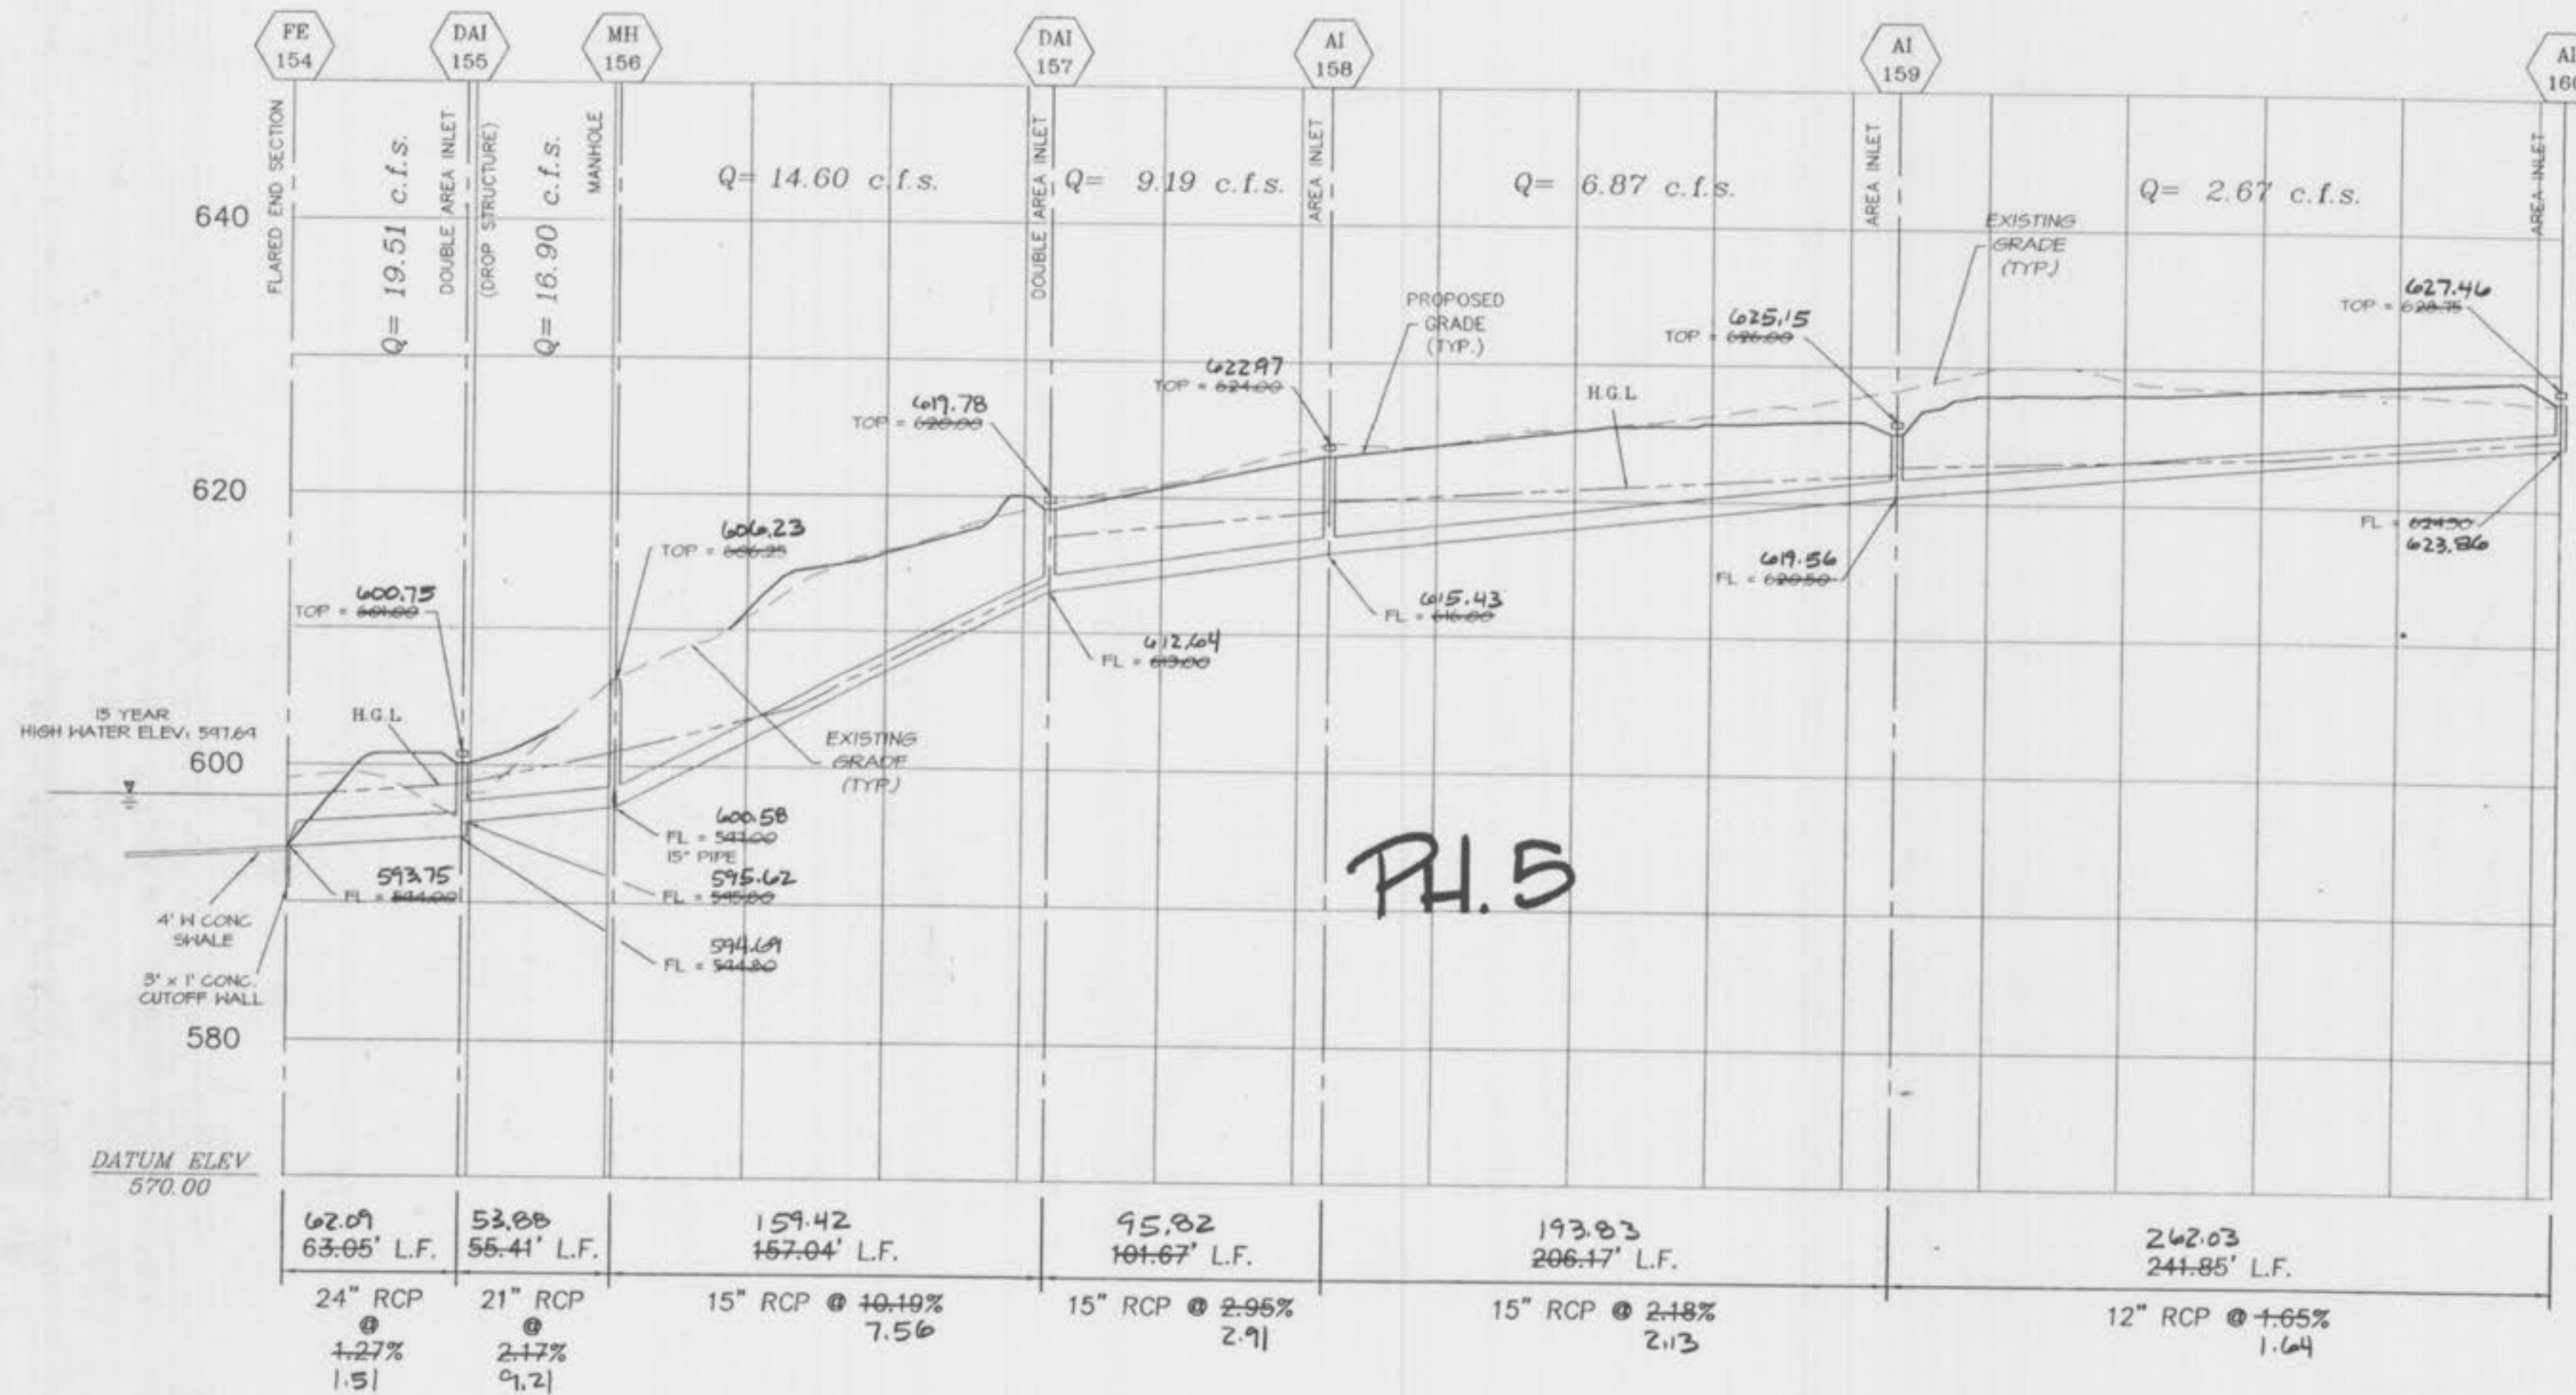 FE
154
DAI
155
MH
156
DAI
157
AI
158
AI
159
AI
FLARED END SECTION
Q= 19.51 c.f.s.
DOUBLE AREA INLET
(DROP STRUCTURE)
Q= 16.90 c.f.s.
MANHOLE
Q= 14.60 c.f.s.
DOUBLE AREA INLET
Q= 9.19 c.f.s.
AREA INLET
Q= 6.87 c.f.s.
AREA INLET
Q= 2.67 c.f.s.
AREA INLET
640
620
600
580
EXISTING
GRADE
(TYP.)
627.46
TOP = 628.75
PROPOSED
GRADE
(TYP.)
625.15
TOP = 626.00
622.97
TOP = 624.00
H.G.L
619.78
TOP = 620.00
606.23
TOP = 606.25
600.75
TOP = 601.00
FL = 624.50
623.86
619.56
FL = 620.50
615.43
FL = 616.00
612.64
FL = 613.00
15 YEAR
HIGH WATER ELEV: 597.69
H.G.L
EXISTING
GRADE
(TYP.)
600.58
FL = 597.00
15" PIPE
595.62
FL = 595.80
593.75
FL = 594.00
594.69
FL = 594.80
4' W CONC
SWALE
3' x 1' CONC.
CUTOFF WALL
PH. 5
DATUM ELEV
570.00
62.09
63.05' L.F.
24" RCP
@
1.27%
1.51
53.88
55.41' L.F.
21" RCP
@
2.17%
9.21
159.42
157.04' L.F.
15" RCP @ 10.19%
7.56
95.82
101.67' L.F.
15" RCP @ 2.95%
2.91
193.83
206.17' L.F.
15" RCP @ 2.18%
2.13
262.03
241.85' L.F.
12" RCP @ 1.65%
1.64